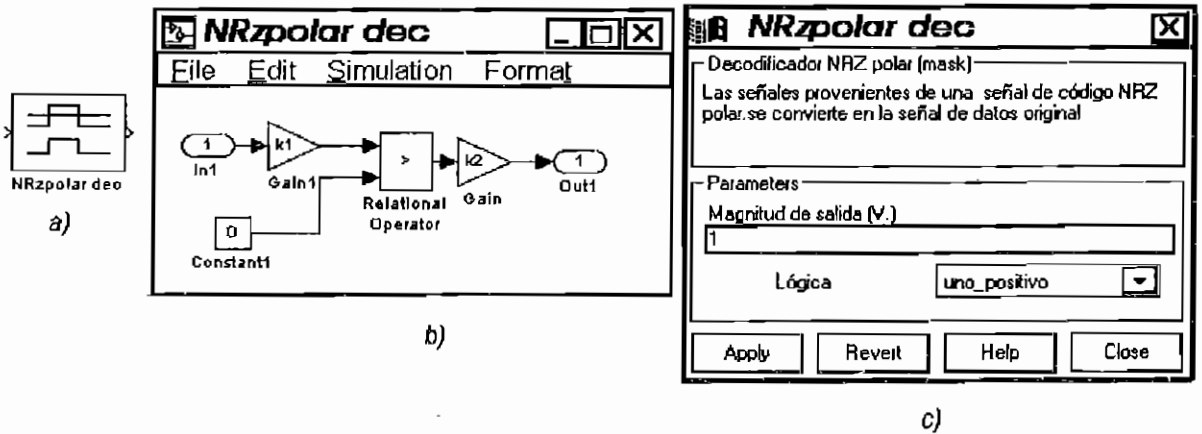 NRzpolar dec
a)
NRzpolar dec
File Edit Simulation Format
1
In1
k1
Gain1
0
Constant1
>
Relational
Operator
k2
Gain
1
Out1
b)
NRzpolar dec
Decodificador NRZ polar (mask)
Las señales provenientes de una señal de código NRZ
polar.se convierte en la señal de datos original
Parameters
Magnitud de salida (V.)
1
Lógica
uno_positivo
Apply Revert Help Close
c)